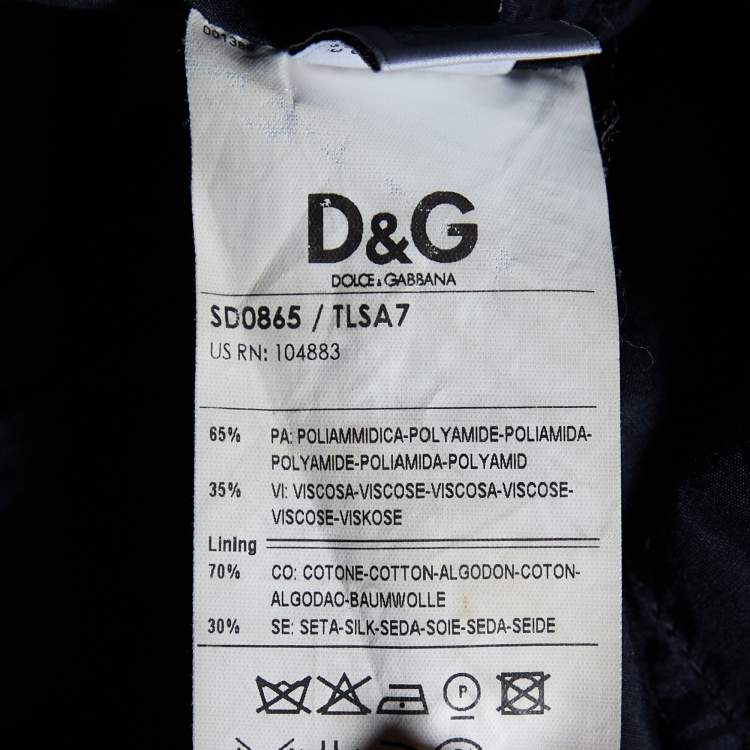 D&G
DOLCE & GABBANA
SD0865 / TLSA7
US RN: 104883
65% PA: POLIAMMIDICA-POLYAMIDE-POLIAMIDA-
POLYAMIDE-POLIAMIDA-POLYAMID
35% VI: VISCOSA-VISCOSE-VISCOSA-VISCOSE-
VISCOSE-VISKOSE
Lining
70% CO: COTONE-COTTON-ALGODON-COTON-
ALGODAO-BAUMWOLLE
30% SE: SETA-SILK-SEDA-SOIE-SEDA-SEIDE
P